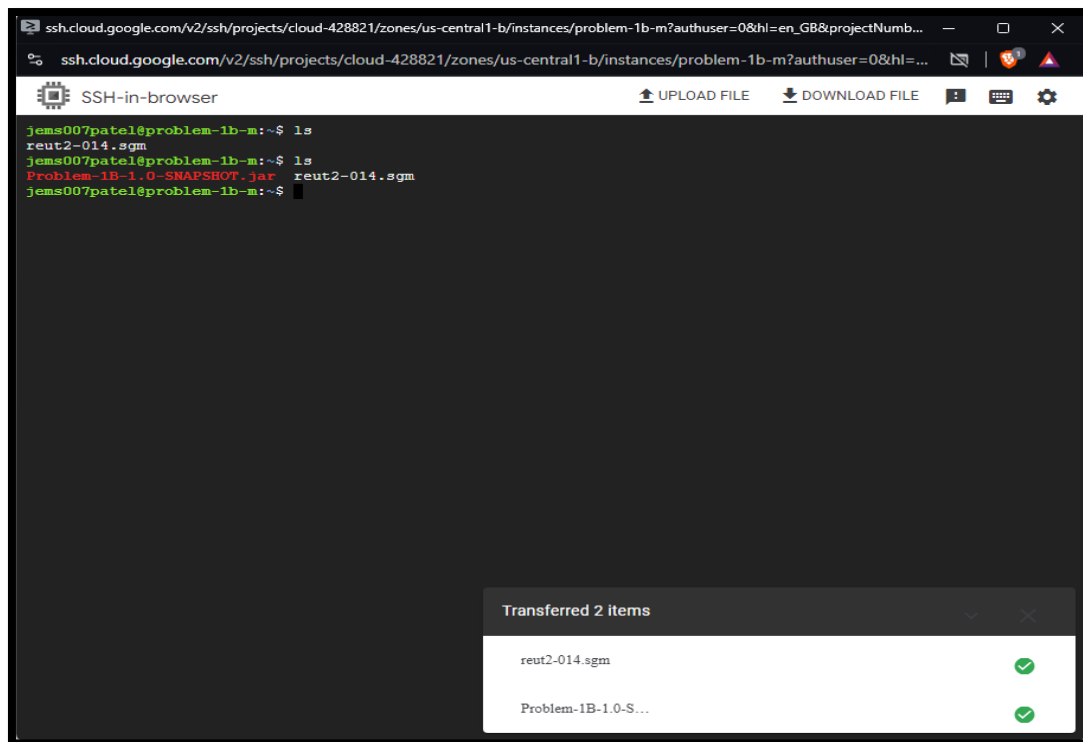 ssh.cloud.google.com/v2/ssh/projects/cloud-428821/zones/us-central1-b/instances/problem-1b-m?authuser=0&hl=en_GB&projectNumb...
ssh.cloud.google.com/v2/ssh/projects/cloud-428821/zones/us-central1-b/instances/problem-1b-m?authuser=0&hl=...
1
SSH-in-browser UPLOAD FILE DOWNLOAD FILE
jems007patel@problem-1b-m:~$ ls
reut2-014.sgm
jems007patel@problem-1b-m:~$ ls
Problem-1B-1.0-SNAPSHOT.jar reut2-014.sgm
jems007patel@problem-1b-m:~$
Transferred 2 items
reut2-014.sgm
Problem-1B-1.0-S...